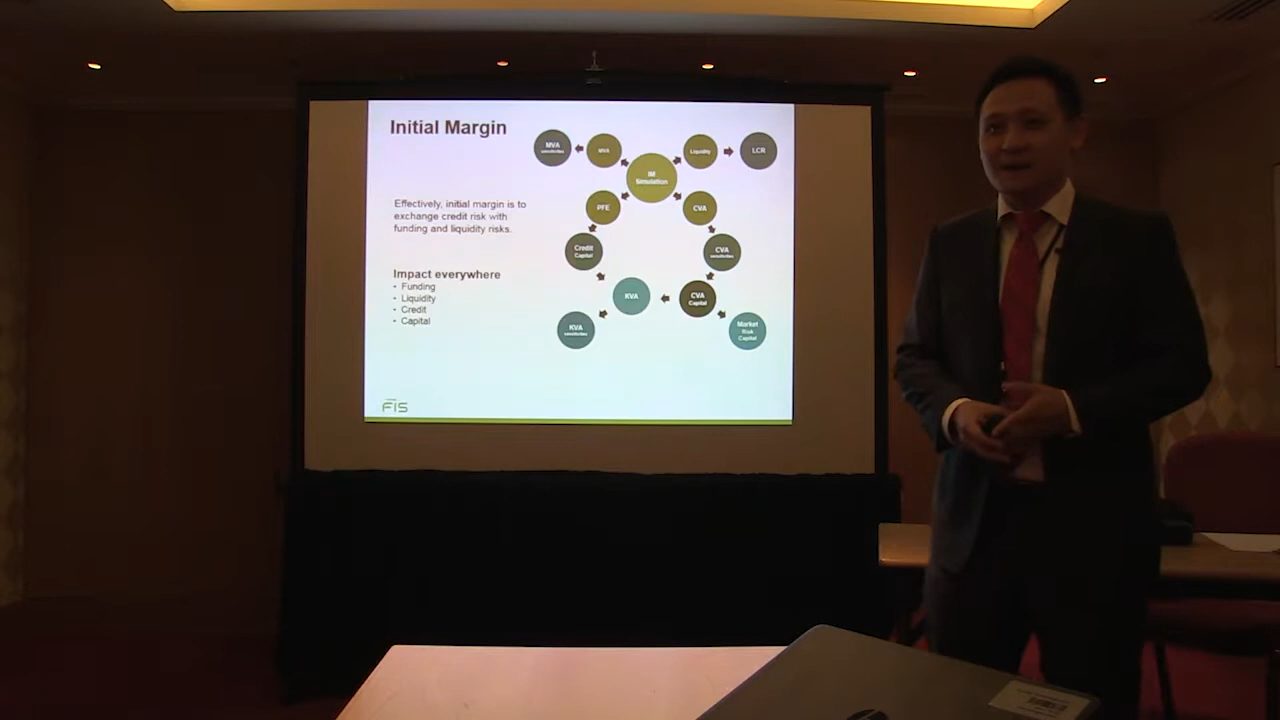 Initial Margin
Effectively, initial margin is to
exchange credit risk with
funding and liquidity risks.
Impact everywhere
• Funding
• Liquidity
• Credit
• Capital
MVA
sensitivities
MVA
IM
Simulation
Liquidity
LCR
PFE
CVA
Credit
Capital
CVA
sensitivities
KVA
CVA
Capital
KVA
sensitivities
Market
Risk
Capital
FIS